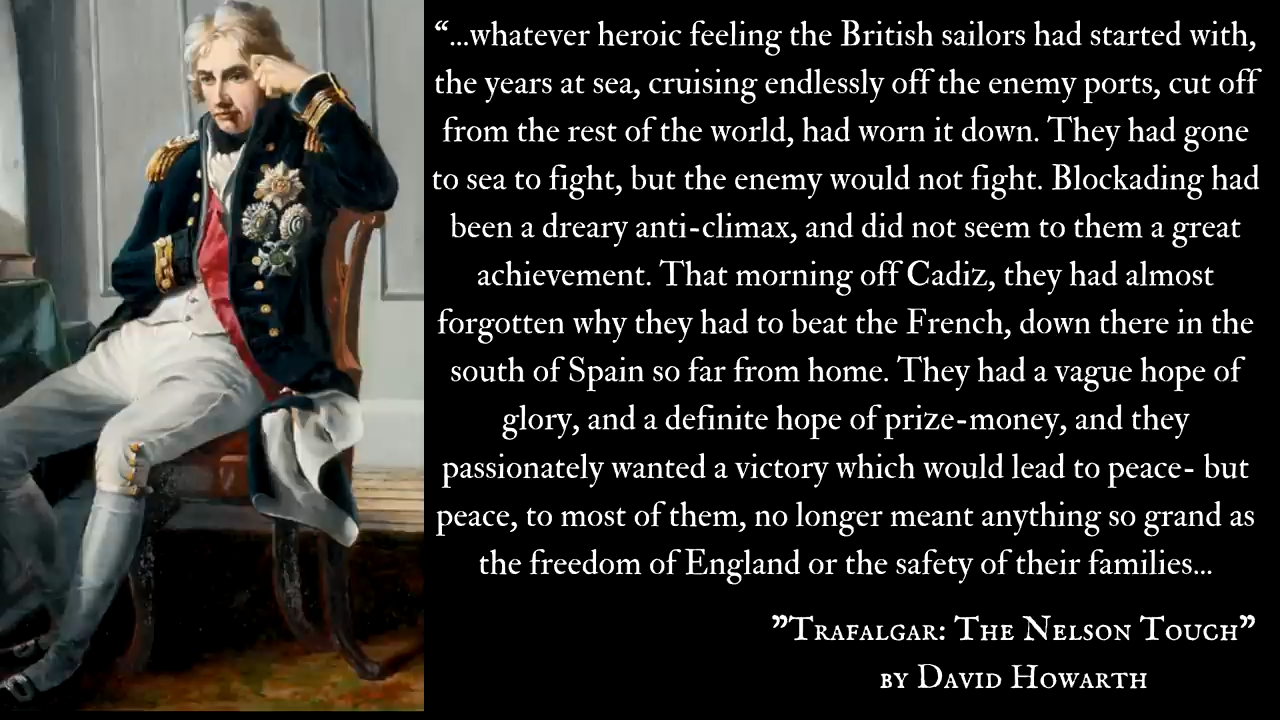 “...whatever heroic feeling the British sailors had started with,
the years at sea, cruising endlessly off the enemy ports, cut off
from the rest of the world, had worn it down. They had gone
to sea to fight, but the enemy would not fight. Blockading had
been a dreary anti-climax, and did not seem to them a great
achievement. That morning off Cadiz, they had almost
forgotten why they had to beat the French, down there in the
south of Spain so far from home. They had a vague hope of
glory, and a definite hope of prize-money, and they
passionately wanted a victory which would lead to peace- but
peace, to most of them, no longer meant anything so grand as
the freedom of England or the safety of their families...
”Trafalgar: The Nelson Touch”
by David Howarth